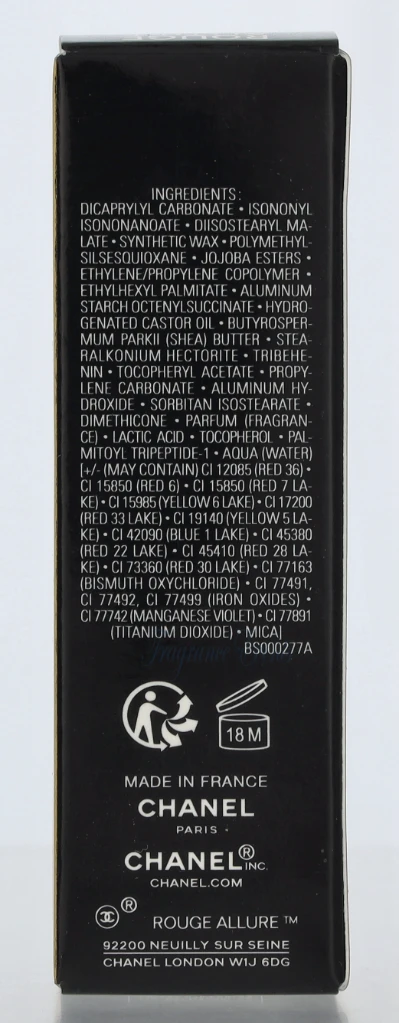 INGREDIENTS:
DICAPRYLYL CARBONATE • ISONONYL
ISONONANOATE • DIISOSTEARYL MA-
LATE • SYNTHETIC WAX • POLYMETHYL-
SILSESQUIOXANE • JOJOBA ESTERS •
ETHYLENE/PROPYLENE COPOLYMER •
ETHYLHEXYL PALMITATE • ALUMINUM
STARCH OCTENYLSUCCINATE • HYDRO-
GENATED CASTOR OIL • BUTYROSPER-
MUM PARKII (SHEA) BUTTER • STEA-
RALKONIUM HECTORITE • TRIBEHE-
NIN • TOCOPHERYL ACETATE • PROPY-
LENE CARBONATE • ALUMINUM HY-
DROXIDE • SORBITAN ISOSTEARATE •
DIMETHICONE • PARFUM (FRAGRAN-
CE) • LACTIC ACID • TOCOPHEROL • PAL-
MITOYL TRIPEPTIDE-1 • AQUA (WATER)
[+/- (MAY CONTAIN) CI 12085 (RED 36) •
CI 15850 (RED 6) • CI 15850 (RED 7 LA-
KE) • CI 15985 (YELLOW 6 LAKE) • CI 17200
(RED 33 LAKE) • CI 19140 (YELLOW 5 LA-
KE) • CI 42090 (BLUE 1 LAKE) • CI 45380
(RED 22 LAKE) • CI 45410 (RED 28 LA-
KE) • CI 73360 (RED 30 LAKE) • CI 77163
(BISMUTH OXYCHLORIDE) • CI 77491,
CI 77492, CI 77499 (IRON OXIDES) •
CI 77742 (MANGANESE VIOLET) • CI 77891
(TITANIUM DIOXIDE) • MICA]
BS000277A
18 M
MADE IN FRANCE
CHANEL
PARIS -
CHANEL® INC.
CHANEL.COM
® ROUGE ALLURE ™
92200 NEUILLY SUR SEINE
CHANEL LONDON W1J 6DG